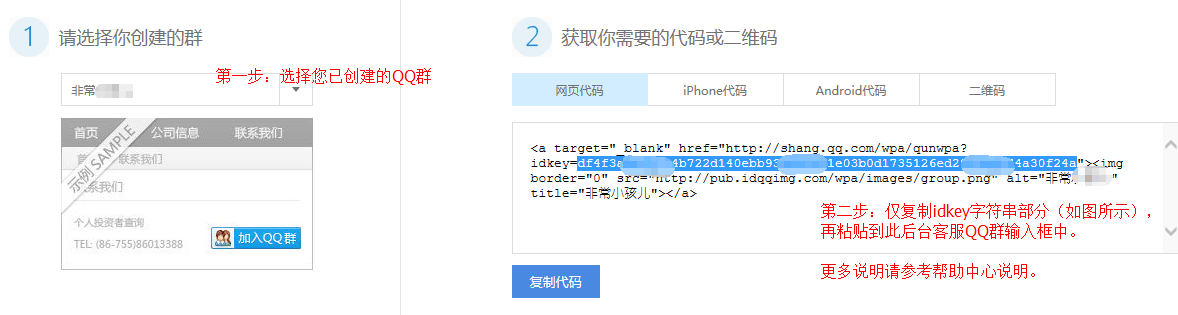 1 请选择你创建的群
第一步：选择您已创建的QQ群
非常
首页 公司信息 联系我们
首 联系我们
示例 SAMPLE
系我们
个人投资者查询
TEL: (86-755)86013388
加入QQ群
2 获取你需要的代码或二维码
网页代码 iPhone代码 Android代码 二维码
<a target="_blank" href="http://shang.qq.com/wpa/qunwpa?
idkey=df4f3a 4b722d140ebb93 1e03b0d1735126ed2 4a30f24a"><img
border="0" src="http://pub.idqqimg.com/wpa/images/group.png" alt="非常小 "
title="非常小孩儿"></a>
第二步：仅复制idkey字符串部分（如图所示），
再粘贴到此后台客服QQ群输入框中。
更多说明请参考帮助中心说明。
复制代码